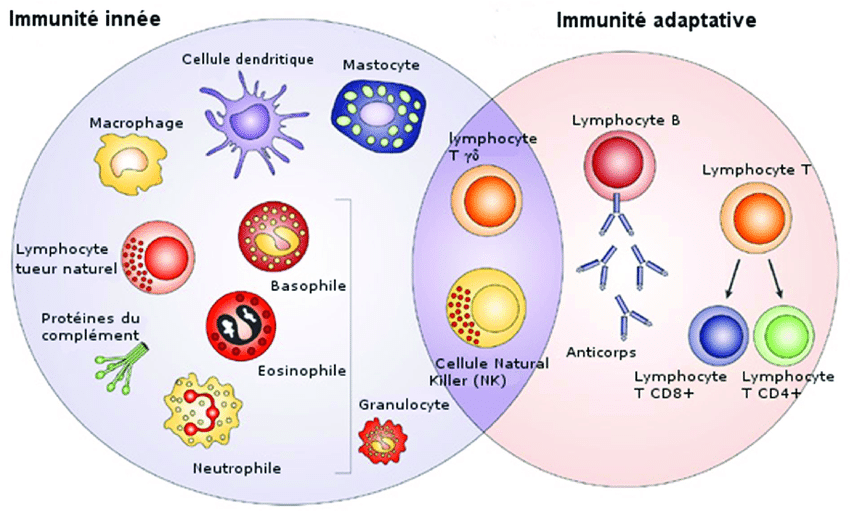 Immunité innée
Immunité adaptative
Cellule dendritique
Mastocyte
Macrophage
Lymphocyte
tueur naturel
Basophile
Protéines du
complément
Eosinophile
Neutrophile
Granulocyte
lymphocyte
T γδ
Cellule Natural
Killer (NK)
Lymphocyte B
Lymphocyte T
Anticorps
Lymphocyte
T CD8+
Lymphocyte
T CD4+